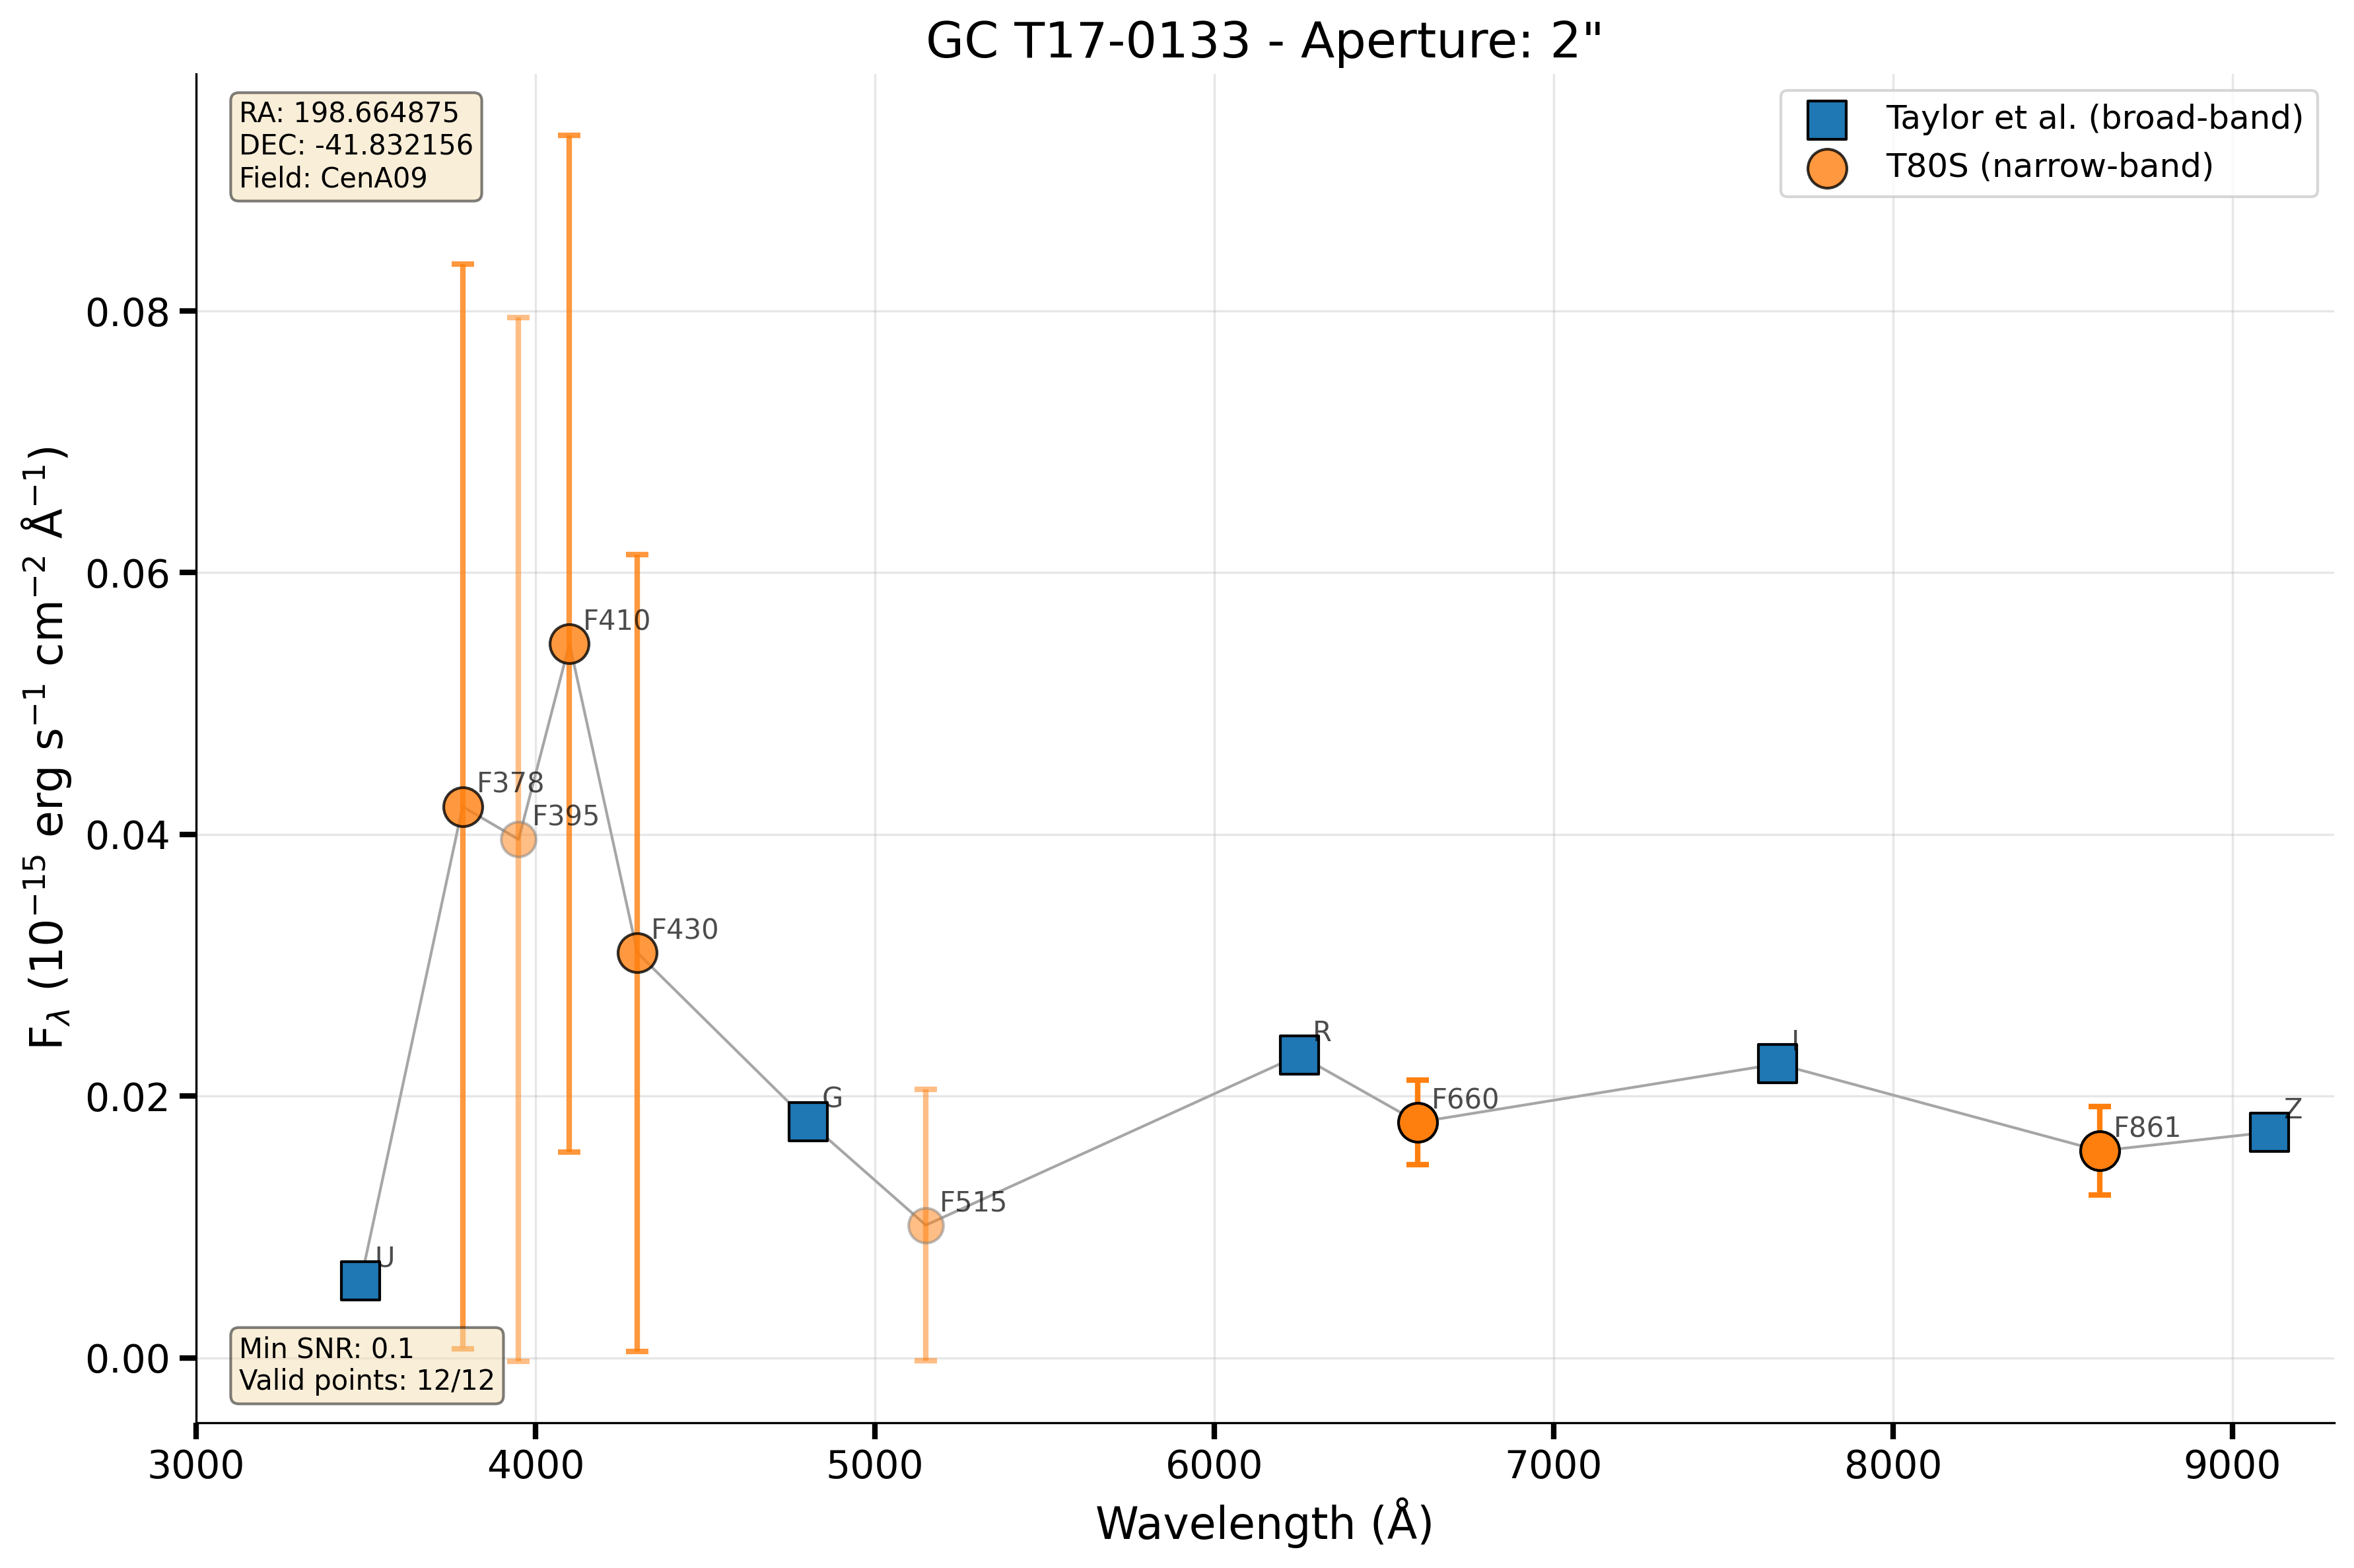 GC T17-0133 - Aperture: 2"
RA: 198.664875
DEC: -41.832156
Field: CenA09
Taylor et al. (broad-band)
T80S (narrow-band)
F_λ (10⁻¹⁵ erg s⁻¹ cm⁻² Å⁻¹)
0.08
0.06
0.04
0.02
0.00
F410
F378
F395
F430
R
I
G
F660
Z
F861
F515
U
Min SNR: 0.1
Valid points: 12/12
3000 4000 5000 6000 7000 8000 9000
Wavelength (Å)